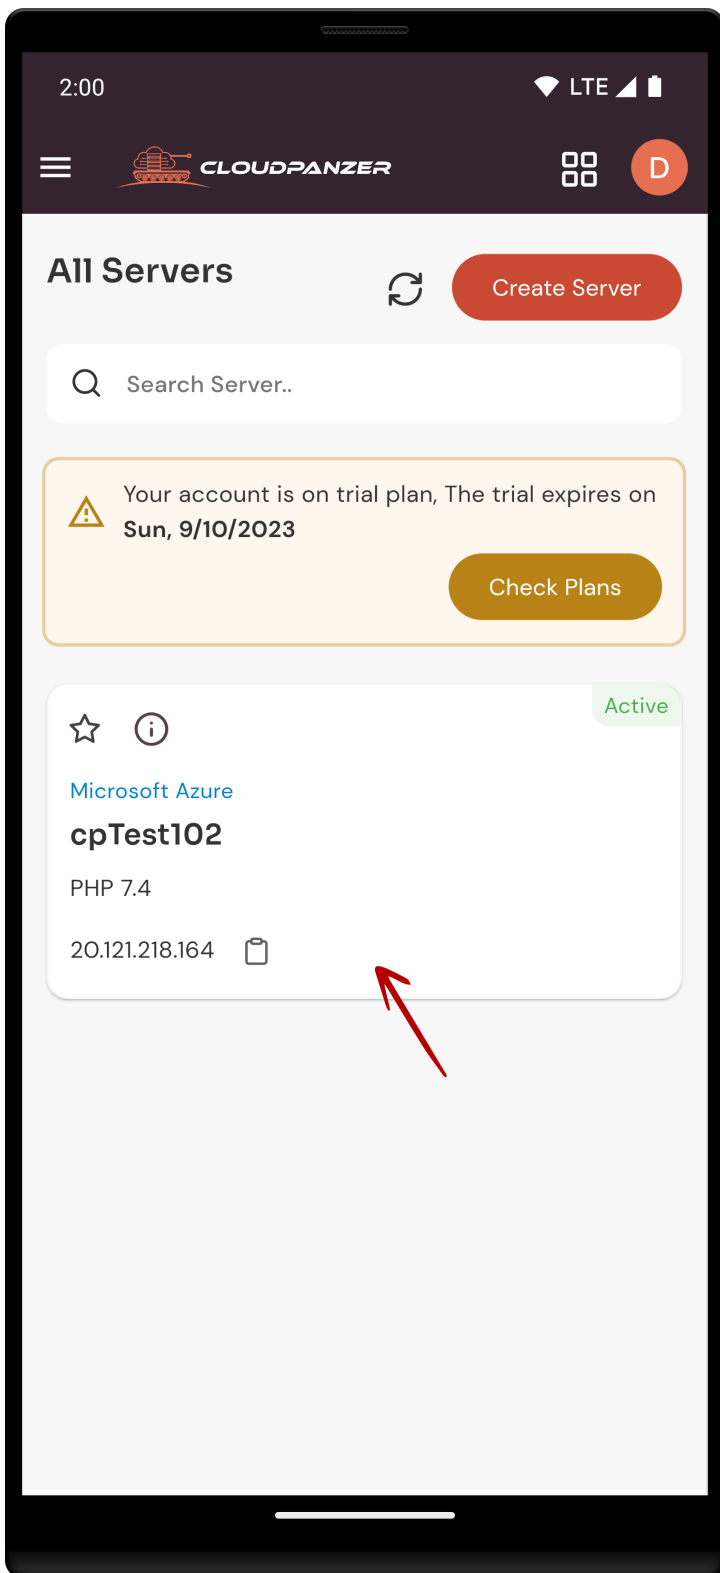 2:00
LTE
CLOUDPANZER
D
All Servers
Create Server
Search Server..
Your account is on trial plan, The trial expires on
Sun, 9/10/2023
Check Plans
Active
Microsoft Azure
cpTest102
PHP 7.4
20.121.218.164